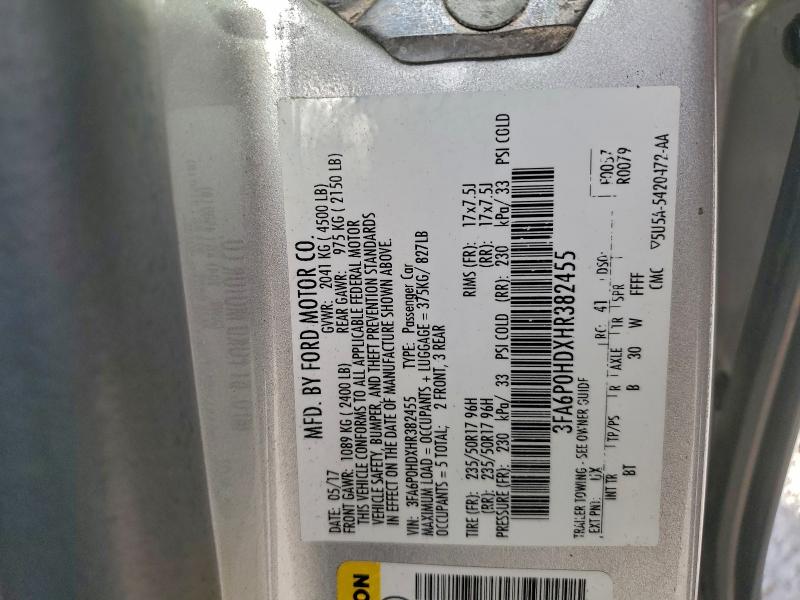 MFD. BY FORD MOTOR CO.
DATE: 05/17 GVWR: 2041 KG ( 4500 LB)
FRONT GAWR: 1089 KG ( 2400 LB) REAR GAWR: 975 KG ( 2150 LB)
THIS VEHICLE CONFORMS TO ALL APPLICABLE FEDERAL MOTOR
VEHICLE SAFETY, BUMPER, AND THEFT PREVENTION STANDARDS
IN EFFECT ON THE DATE OF MANUFACTURE SHOWN ABOVE.
VIN: 3FA6P0HDXHR382455 TYPE: Passenger Car
MAXIMUM LOAD = OCCUPANTS + LUGGAGE = 375KG/ 827LB
OCCUPANTS = 5 TOTAL; 2 FRONT, 3 REAR
TIRE (FR): 235/50R17 96H RIMS (FR): 17x7.5J
(RR): 235/50R17 96H (RR): 17x7.5J
PRESSURE (FR): 230 kPa/ 33 PSI COLD (RR): 230 kPa/ 33 PSI COLD
3FA6P0HDXHR382455
TRAILER TOWING - SEE OWNER GUIDE
EXT PNT: UX RC: 41 DSO: F0057
R0079
INT TR TP/PS R AXLE TR SPR
BT B 30 W FFFF
CMC ▽5U5A-5420472-AA
ON